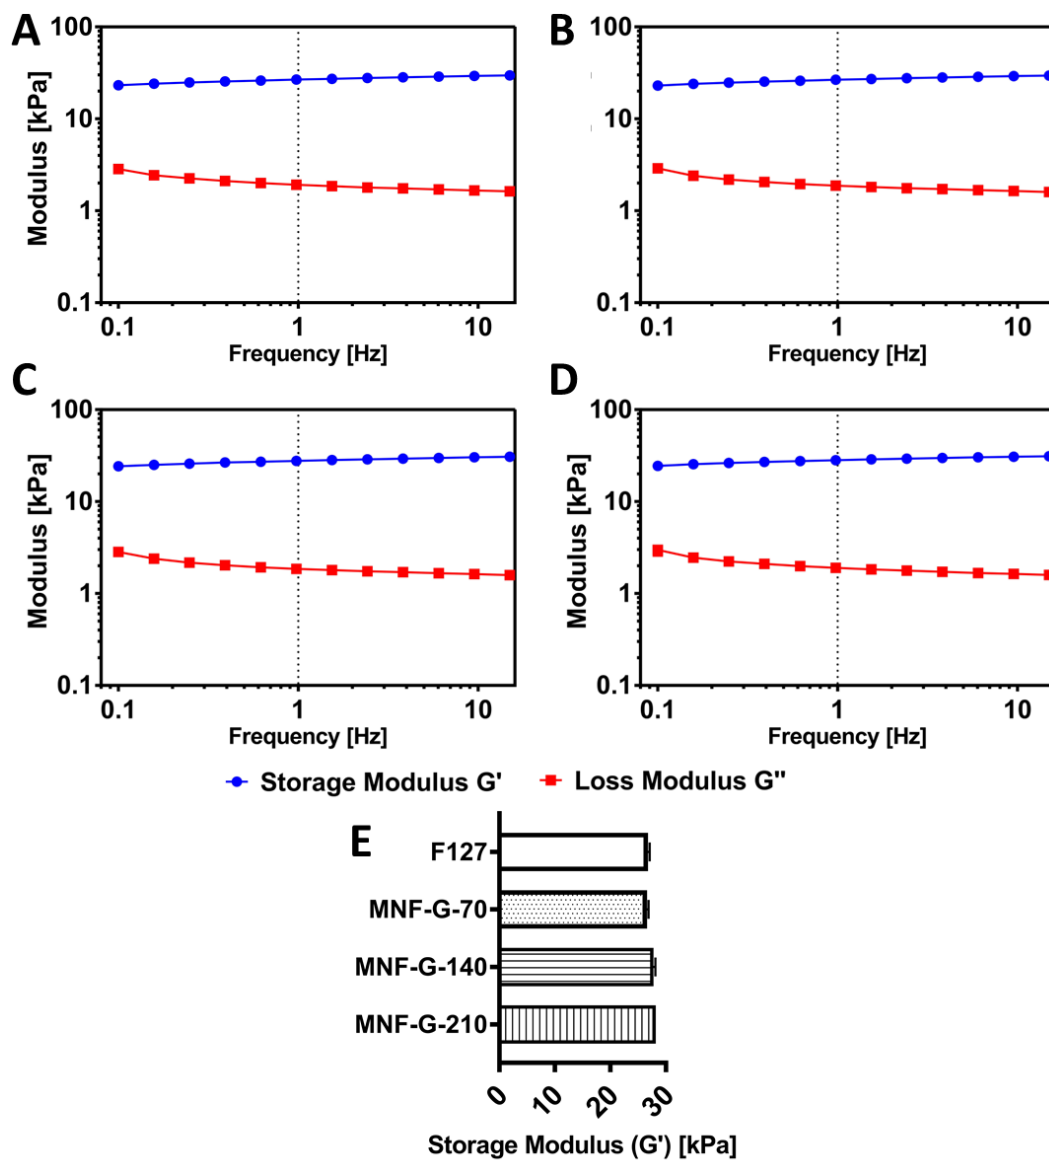 A
B
100
10
1
0.1
Modulus [kPa]
0.1
1
10
Frequency [Hz]
100
10
1
0.1
0.1
1
10
Frequency [Hz]
C
D
100
10
1
0.1
Modulus [kPa]
0.1
1
10
Frequency [Hz]
100
10
1
0.1
Modulus [kPa]
0.1
1
10
Frequency [Hz]
Storage Modulus G'
Loss Modulus G"
E
F127
MNF-G-70
MNF-G-140
MNF-G-210
0
10
20
30
Storage Modulus (G') [kPa]